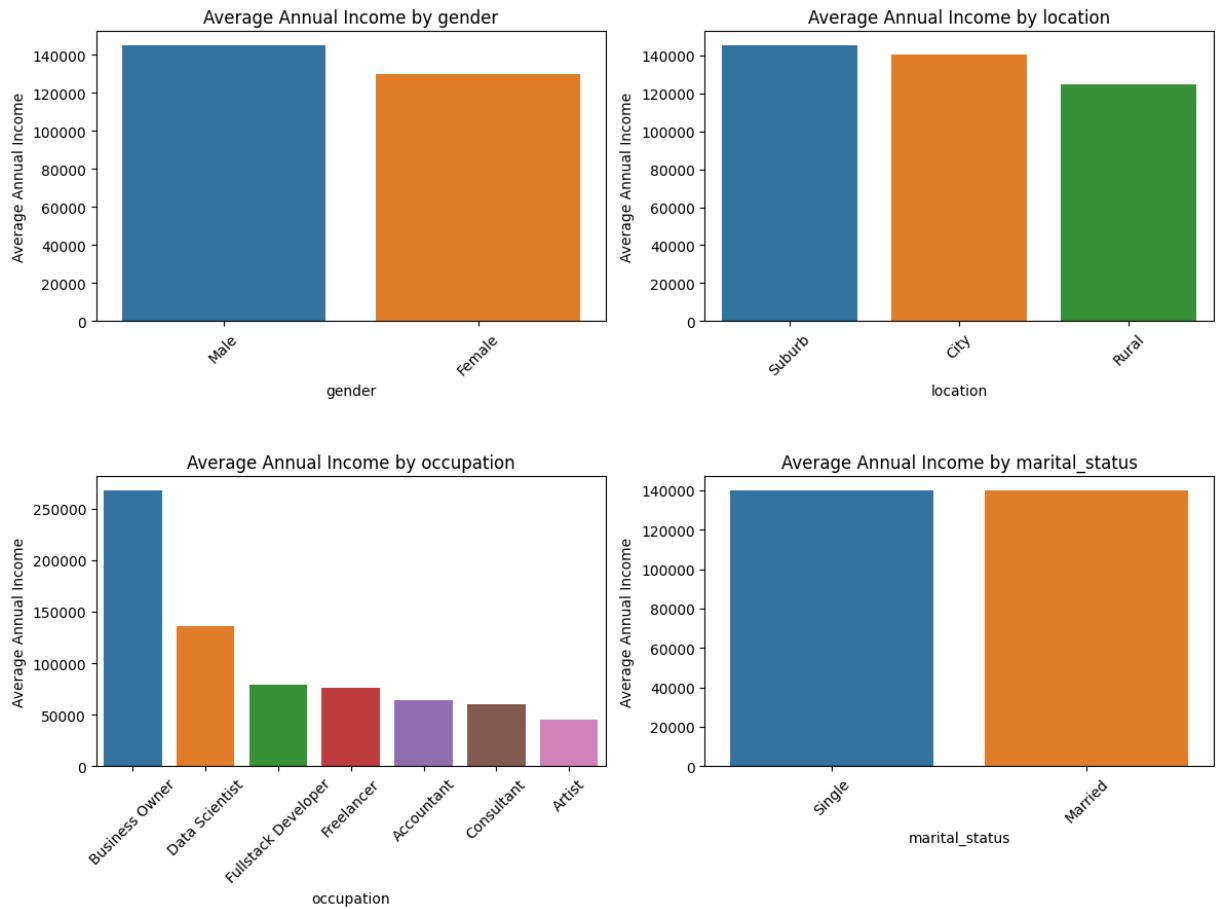 Average Annual Income by gender
Average Annual Income
140000
120000
100000
80000
60000
40000
20000
0
Male
Female
gender
Average Annual Income by location
Average Annual Income
140000
120000
100000
80000
60000
40000
20000
0
Suburb
City
Rural
location
Average Annual Income by occupation
Average Annual Income
250000
200000
150000
100000
50000
0
Business Owner
Data Scientist
Fullstack Developer
Freelancer
Accountant
Consultant
Artist
occupation
Average Annual Income by marital_status
Average Annual Income
140000
120000
100000
80000
60000
40000
20000
0
Single
Married
marital_status